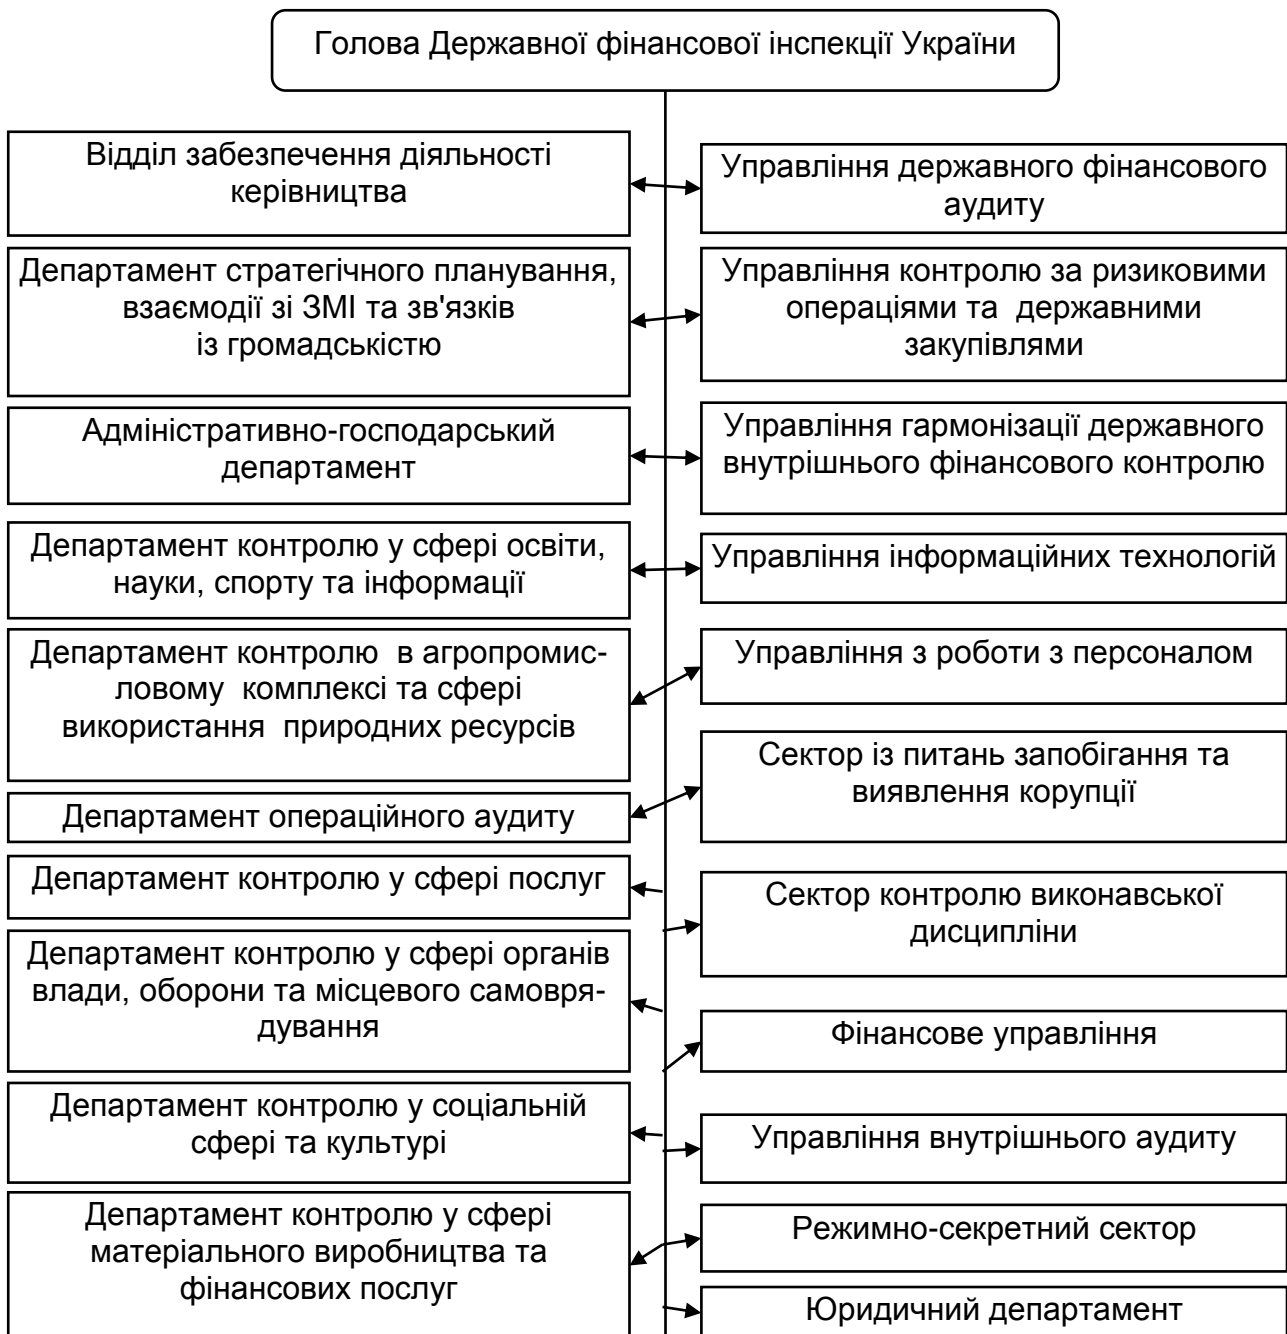 Голова Державної фінансової інспекції України
Відділ забезпечення діяльності
керівництва
Департамент стратегічного планування,
взаємодії зі ЗМІ та зв'язків
із громадськістю
Адміністративно-господарський
департамент
Департамент контролю у сфері освіти,
науки, спорту та інформації
Департамент контролю в агропромис-
ловому комплексі та сфері
використання природних ресурсів
Департамент операційного аудиту
Департамент контролю у сфері послуг
Департамент контролю у сфері органів
влади, оборони та місцевого самовря-
дування
Департамент контролю у соціальній
сфері та культурі
Департамент контролю у сфері
матеріального виробництва та
фінансових послуг
Управління державного фінансового
аудиту
Управління контролю за ризиковими
операціями та державними
закупівлями
Управління гармонізації державного
внутрішнього фінансового контролю
Управління інформаційних технологій
Управління з роботи з персоналом
Сектор із питань запобігання та
виявлення корупції
Сектор контролю виконавської
дисципліни
Фінансове управління
Управління внутрішнього аудиту
Режимно-секретний сектор
Юридичний департамент